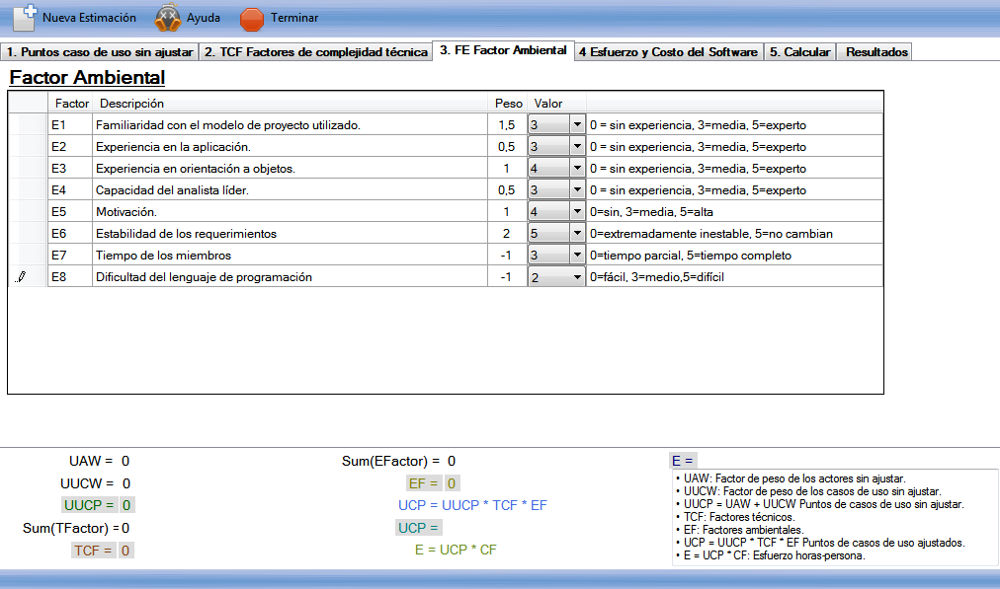 Nueva Estimación Ayuda Terminar
1. Puntos caso de uso sin ajustar 2. TCF Factores de complejidad técnica 3. FE Factor Ambiental 4 Esfuerzo y Costo del Software 5. Calcular Resultados
Factor Ambiental
Factor Descripción Peso Valor
E1 Familiaridad con el modelo de proyecto utilizado. 1,5 3 0 = sin experiencia, 3=media, 5=experto
E2 Experiencia en la aplicación. 0,5 3 0 = sin experiencia, 3=media, 5=experto
E3 Experiencia en orientación a objetos. 1 4 0 = sin experiencia, 3=media, 5=experto
E4 Capacidad del analista líder. 0,5 3 0 = sin experiencia, 3=media, 5=experto
E5 Motivación. 1 4 0=sin, 3=media, 5=alta
E6 Estabilidad de los requerimientos 2 5 0=extremadamente inestable, 5=no cambian
E7 Tiempo de los miembros -1 3 0=tiempo parcial, 5=tiempo completo
E8 Dificultad del lenguaje de programación -1 2 0=fácil, 3=medio,5=difícil
UAW = 0
UUCW = 0
UUCP = 0
Sum(TFactor) =0
TCF = 0
Sum(EFactor) = 0
EF = 0
UCP = UUCP * TCF * EF
UCP =
E = UCP * CF
E =
• UAW: Factor de peso de los actores sin ajustar.
• UUCW: Factor de peso de los casos de uso sin ajustar.
• UUCP = UAW + UUCW Puntos de casos de uso sin ajustar.
• TCF: Factores técnicos.
• EF: Factores ambientales.
• UCP = UUCP * TCF * EF Puntos de casos de uso ajustados.
• E = UCP * CF: Esfuerzo horas-persona.